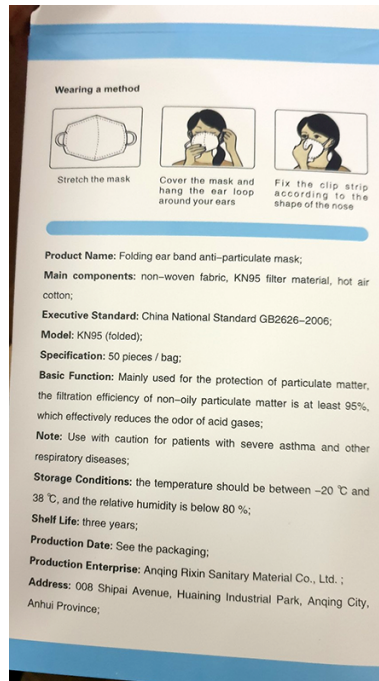 Wearing a method
Stretch the mask
Cover the mask and
hang the ear loop
around your ears
Fix the clip strip
according to the
shape of the nose
Product Name: Folding ear band anti-particulate mask;
Main components: non-woven fabric, KN95 filter material, hot air
cotton;
Executive Standard: China National Standard GB2626-2006;
Model: KN95 (folded);
Specification: 50 pieces / bag;
Basic Function: Mainly used for the protection of particulate matter,
the filtration efficiency of non-oily particulate matter is at least 95%,
which effectively reduces the odor of acid gases;
Note: Use with caution for patients with severe asthma and other
respiratory diseases;
Storage Conditions: the temperature should be between -20 ℃ and
38 ℃, and the relative humidity is below 80 %;
Shelf Life: three years;
Production Date: See the packaging;
Production Enterprise: Anqing Rixin Sanitary Material Co., Ltd. ;
Address: 008 Shipai Avenue, Huaining Industrial Park, Anqing City,
Anhui Province;